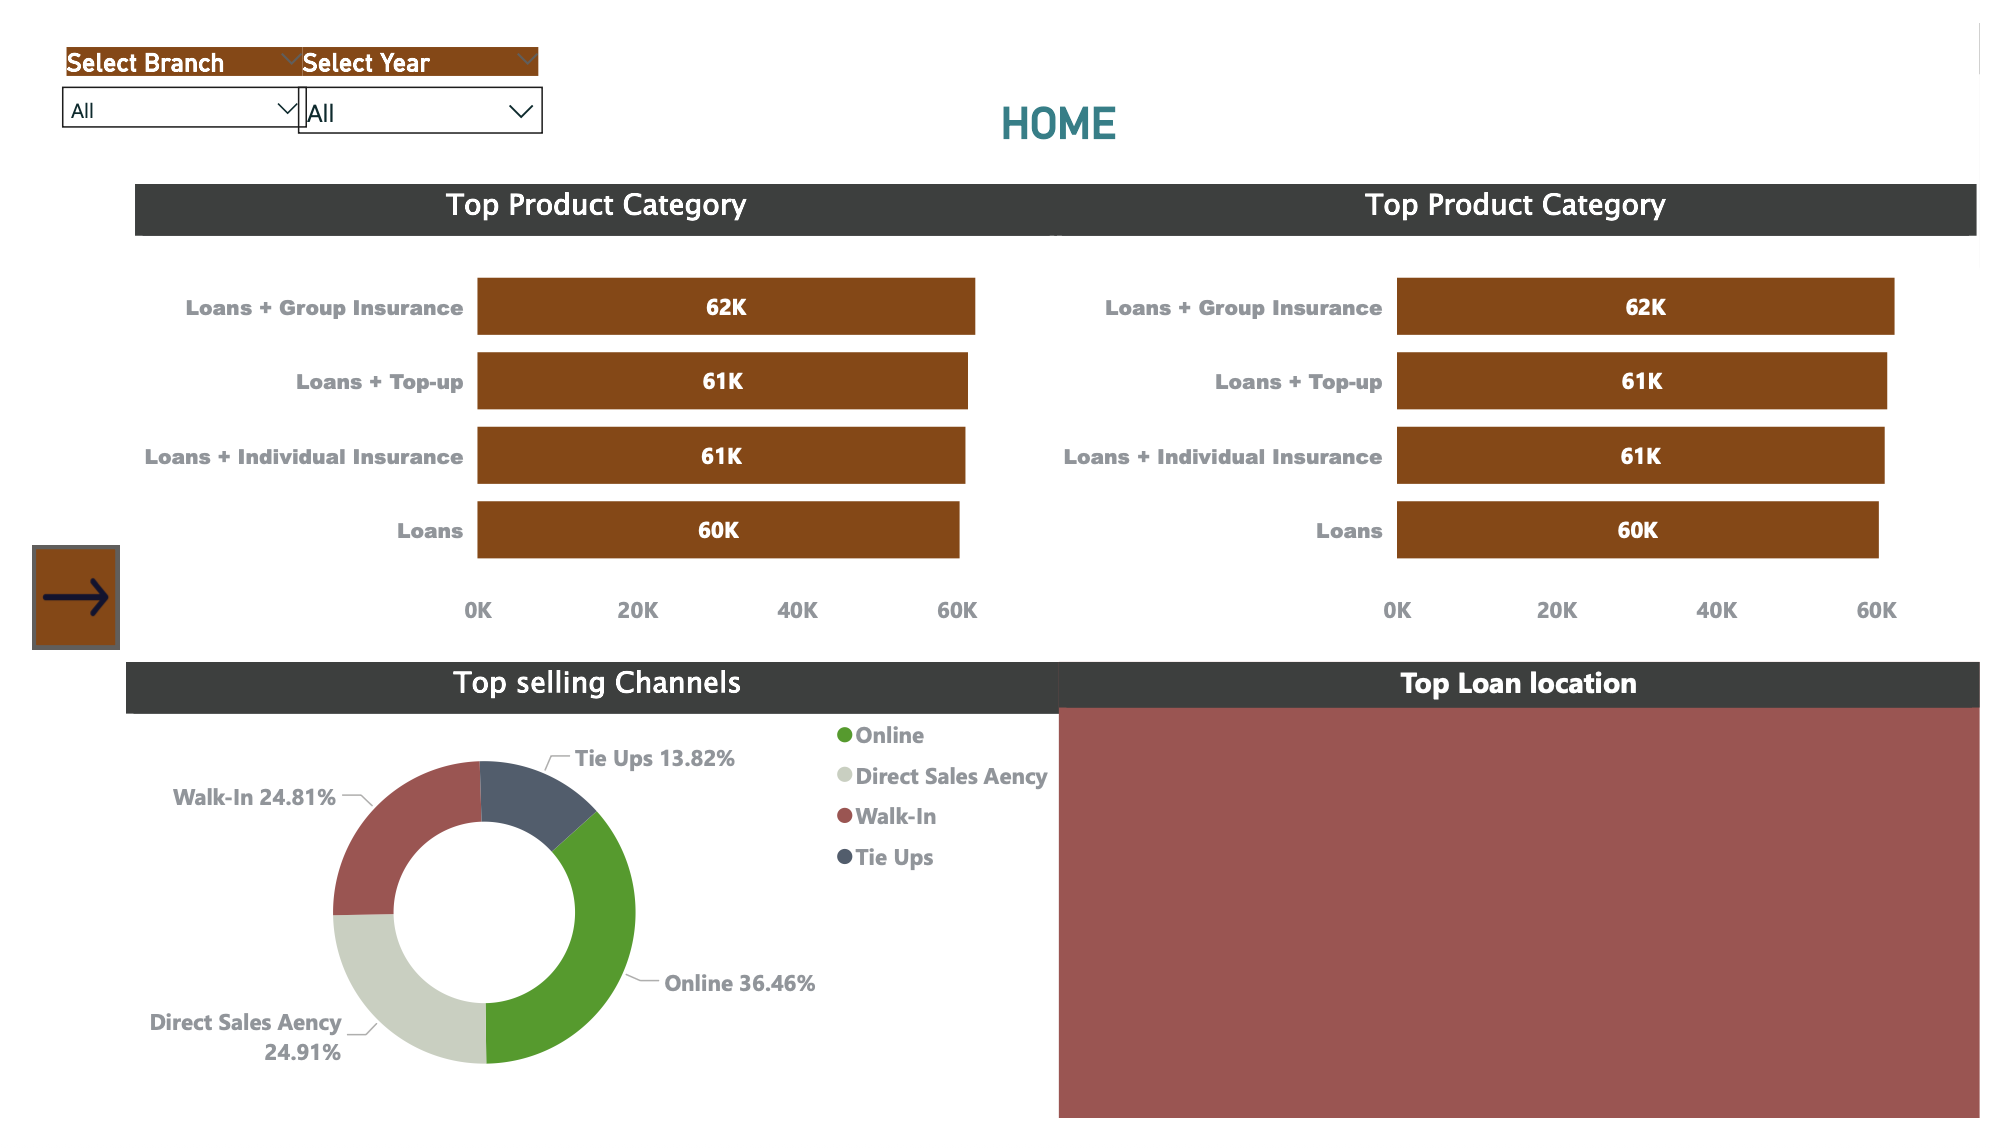 Select Branch
Select Year
All
All
HOME
Top Product Category
Loans + Group Insurance
62K
Loans + Top-up
61K
Loans + Individual Insurance
61K
Loans
60K
0K 20K 40K 60K
Top Product Category
Loans + Group Insurance
62K
Loans + Top-up
61K
Loans + Individual Insurance
61K
Loans
60K
0K 20K 40K 60K
Top selling Channels
Tie Ups 13.82%
Walk-In 24.81%
Online 36.46%
Direct Sales Aency
24.91%
Online
Direct Sales Aency
Walk-In
Tie Ups
Top Loan location